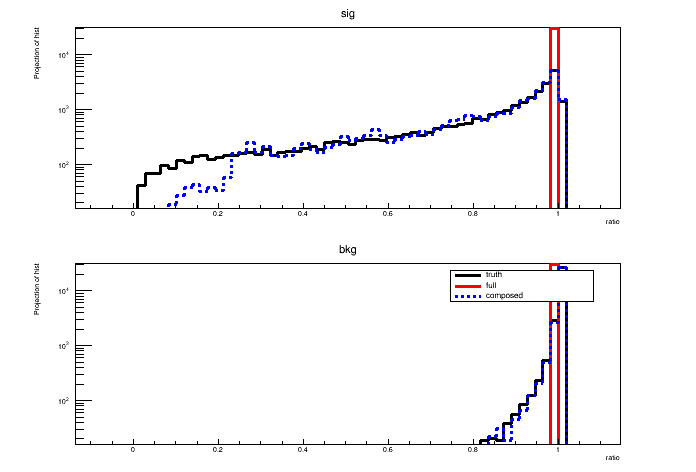 sig
Projection of hist
10⁴
10³
10²
0 0.2 0.4 0.6 0.8 1
ratio
bkg
Projection of hist
truth
full
composed
10⁴
10³
10²
0 0.2 0.4 0.6 0.8 1
ratio